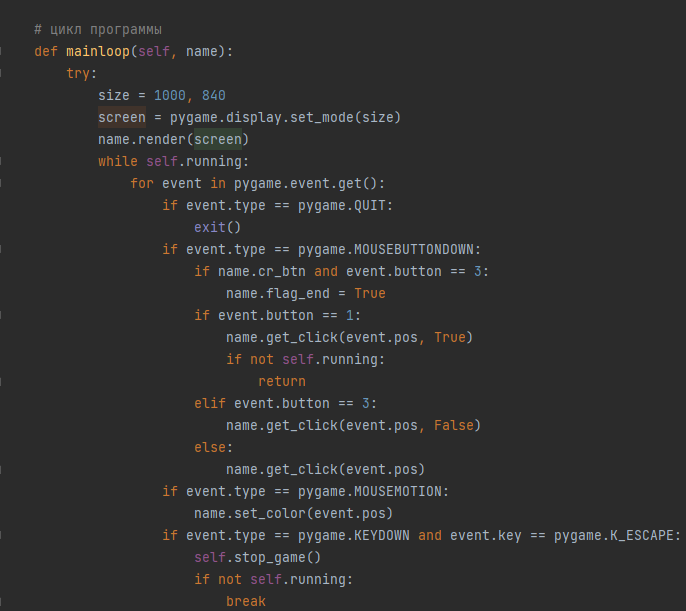 # цикл программы
def mainloop(self, name):
try:
size = 1000, 840
screen = pygame.display.set_mode(size)
name.render(screen)
while self.running:
for event in pygame.event.get():
if event.type == pygame.QUIT:
exit()
if event.type == pygame.MOUSEBUTTONDOWN:
if name.cr_btn and event.button == 3:
name.flag_end = True
if event.button == 1:
name.get_click(event.pos, True)
if not self.running:
return
elif event.button == 3:
name.get_click(event.pos, False)
else:
name.get_click(event.pos)
if event.type == pygame.MOUSEMOTION:
name.set_color(event.pos)
if event.type == pygame.KEYDOWN and event.key == pygame.K_ESCAPE:
self.stop_game()
if not self.running:
break